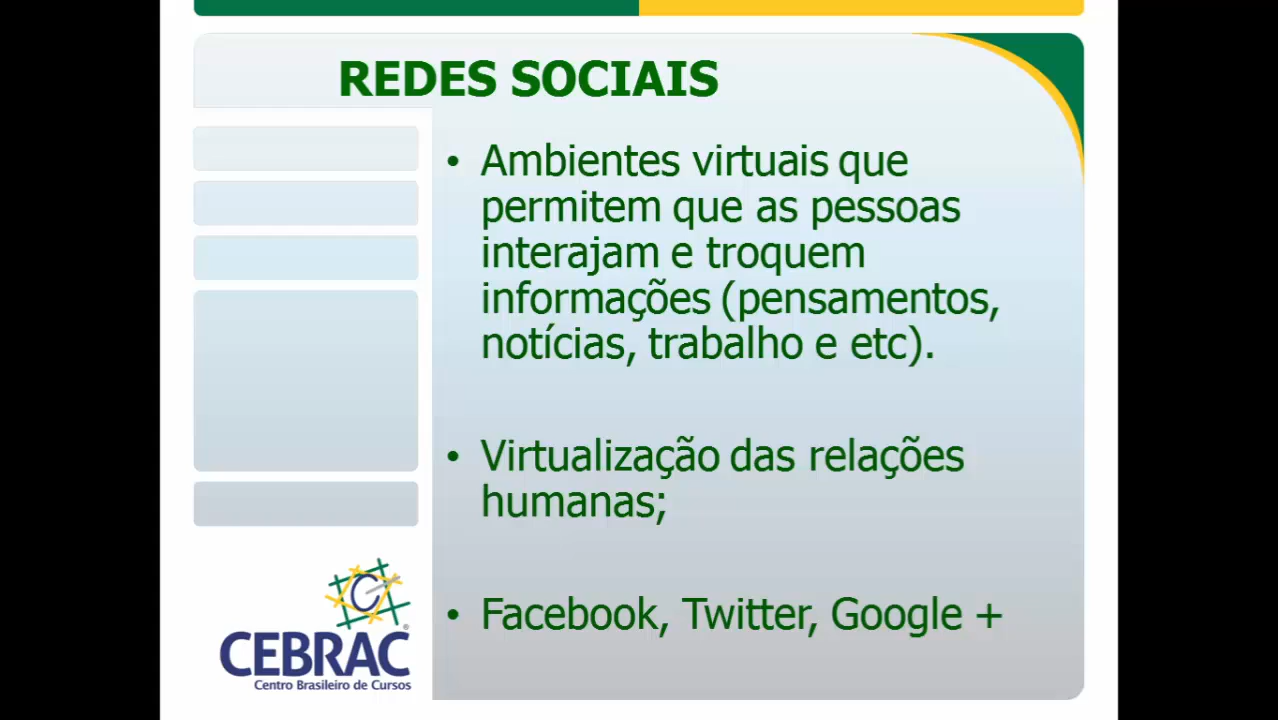 REDES SOCIAIS
• Ambientes virtuais que
permitem que as pessoas
interajam e troquem
informações (pensamentos,
notícias, trabalho e etc).
• Virtualização das relações
humanas;
• Facebook, Twitter, Google +
C
CEBRAC®
Centro Brasileiro de Cursos